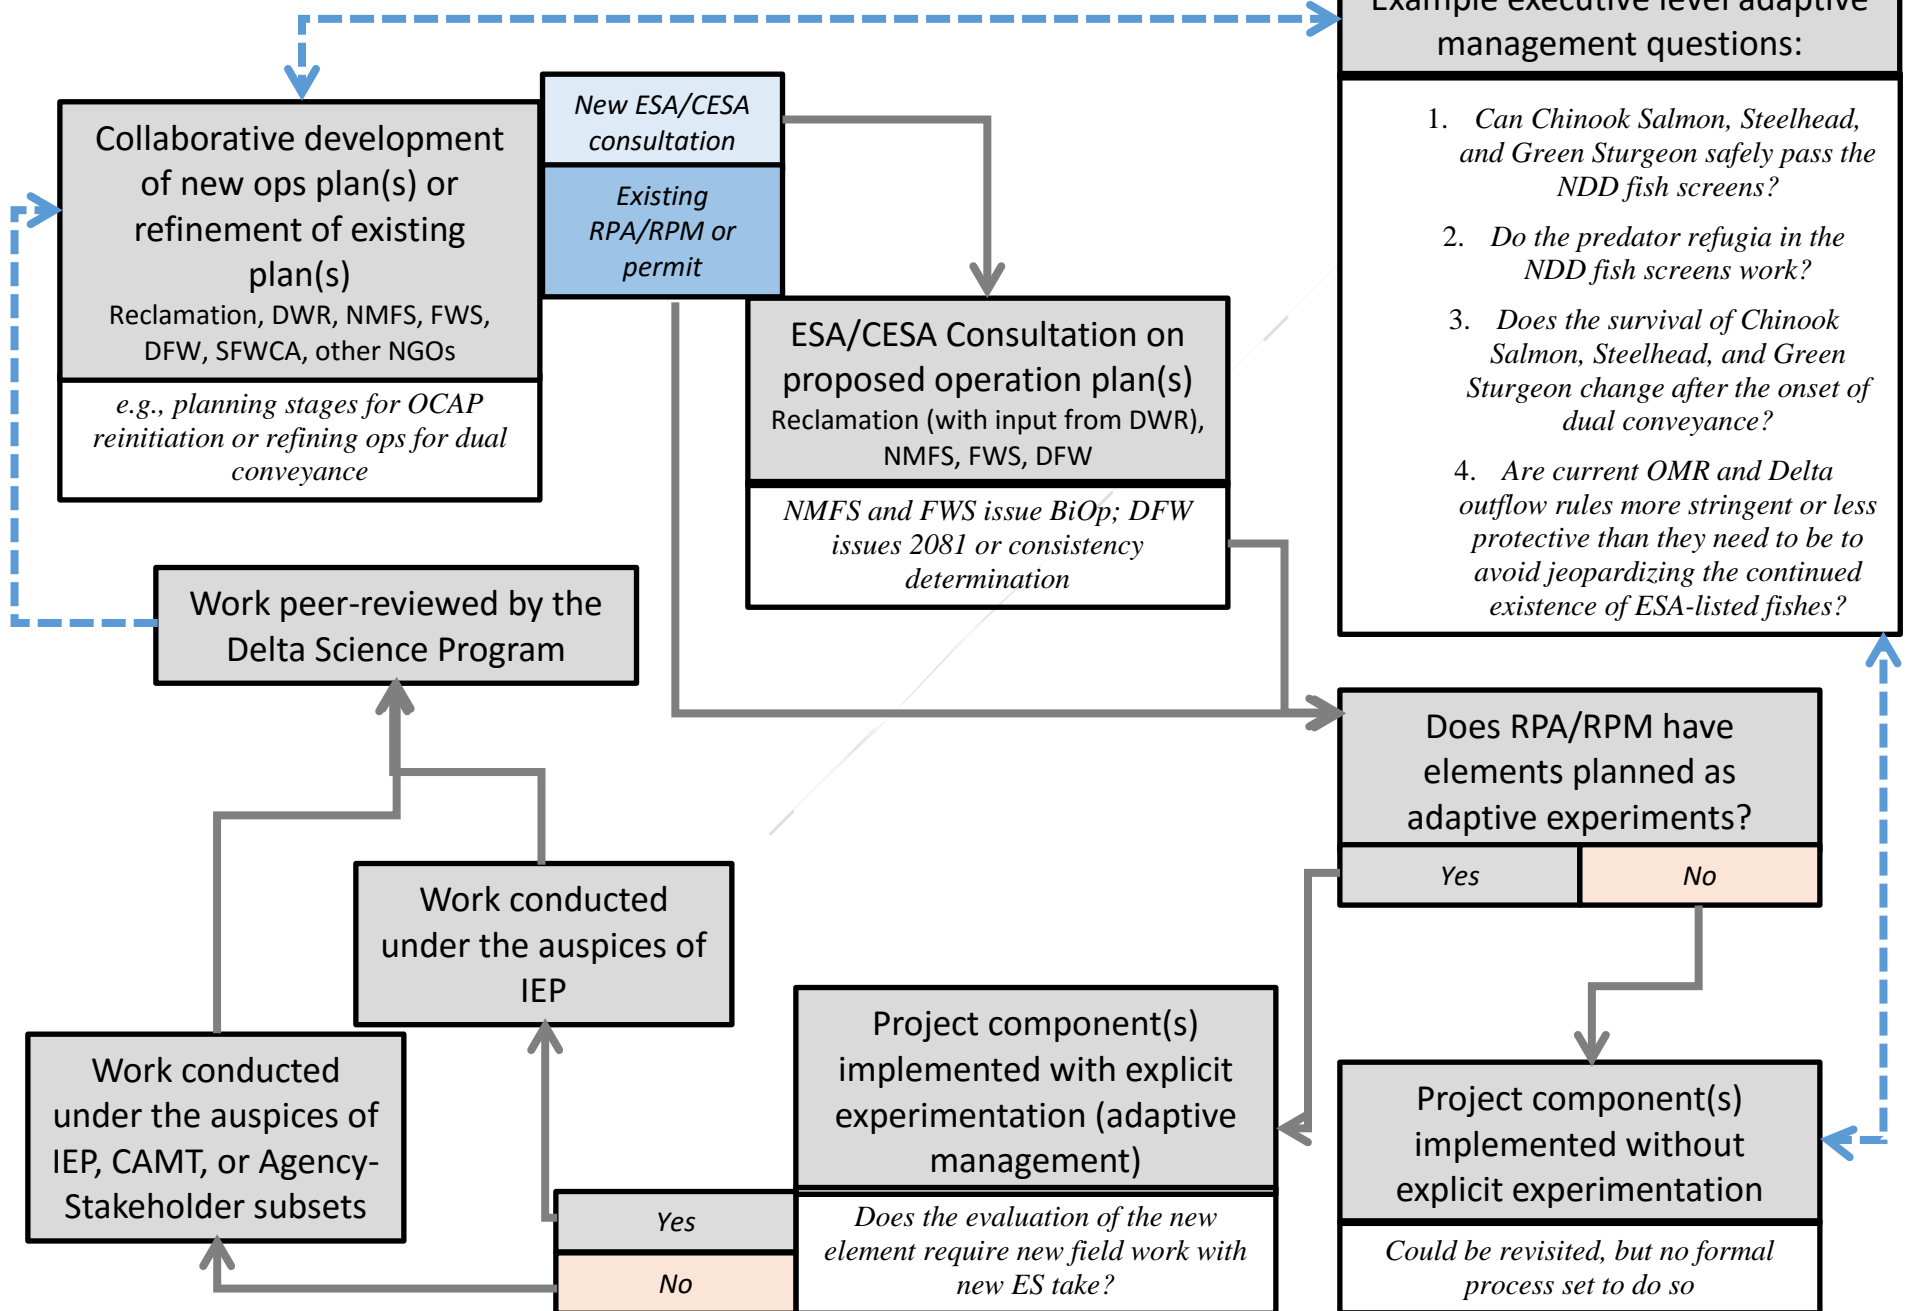 Example executive level adaptive
management questions:
1. Can Chinook Salmon, Steelhead,
and Green Sturgeon safely pass the
NDD fish screens?
2. Do the predator refugia in the
NDD fish screens work?
3. Does the survival of Chinook
Salmon, Steelhead, and Green
Sturgeon change after the onset of
dual conveyance?
4. Are current OMR and Delta
outflow rules more stringent or less
protective than they need to be to
avoid jeopardizing the continued
existence of ESA-listed fishes?
Collaborative development
of new ops plan(s) or
refinement of existing
plan(s)
Reclamation, DWR, NMFS, FWS,
DFW, SFWCA, other NGOs
e.g., planning stages for OCAP
reinitiation or refining ops for dual
conveyance
New ESA/CESA
consultation
Existing
RPA/RPM or
permit
ESA/CESA Consultation on
proposed operation plan(s)
Reclamation (with input from DWR),
NMFS, FWS, DFW
NMFS and FWS issue BiOp; DFW
issues 2081 or consistency
determination
Work peer-reviewed by the
Delta Science Program
Does RPA/RPM have
elements planned as
adaptive experiments?
Yes
No
Work conducted
under the auspices of
IEP
Work conducted
under the auspices of
IEP, CAMT, or Agency-
Stakeholder subsets
Project component(s)
implemented with explicit
experimentation (adaptive
management)
Does the evaluation of the new
element require new field work with
new ES take?
Yes
No
Project component(s)
implemented without
explicit experimentation
Could be revisited, but no formal
process set to do so